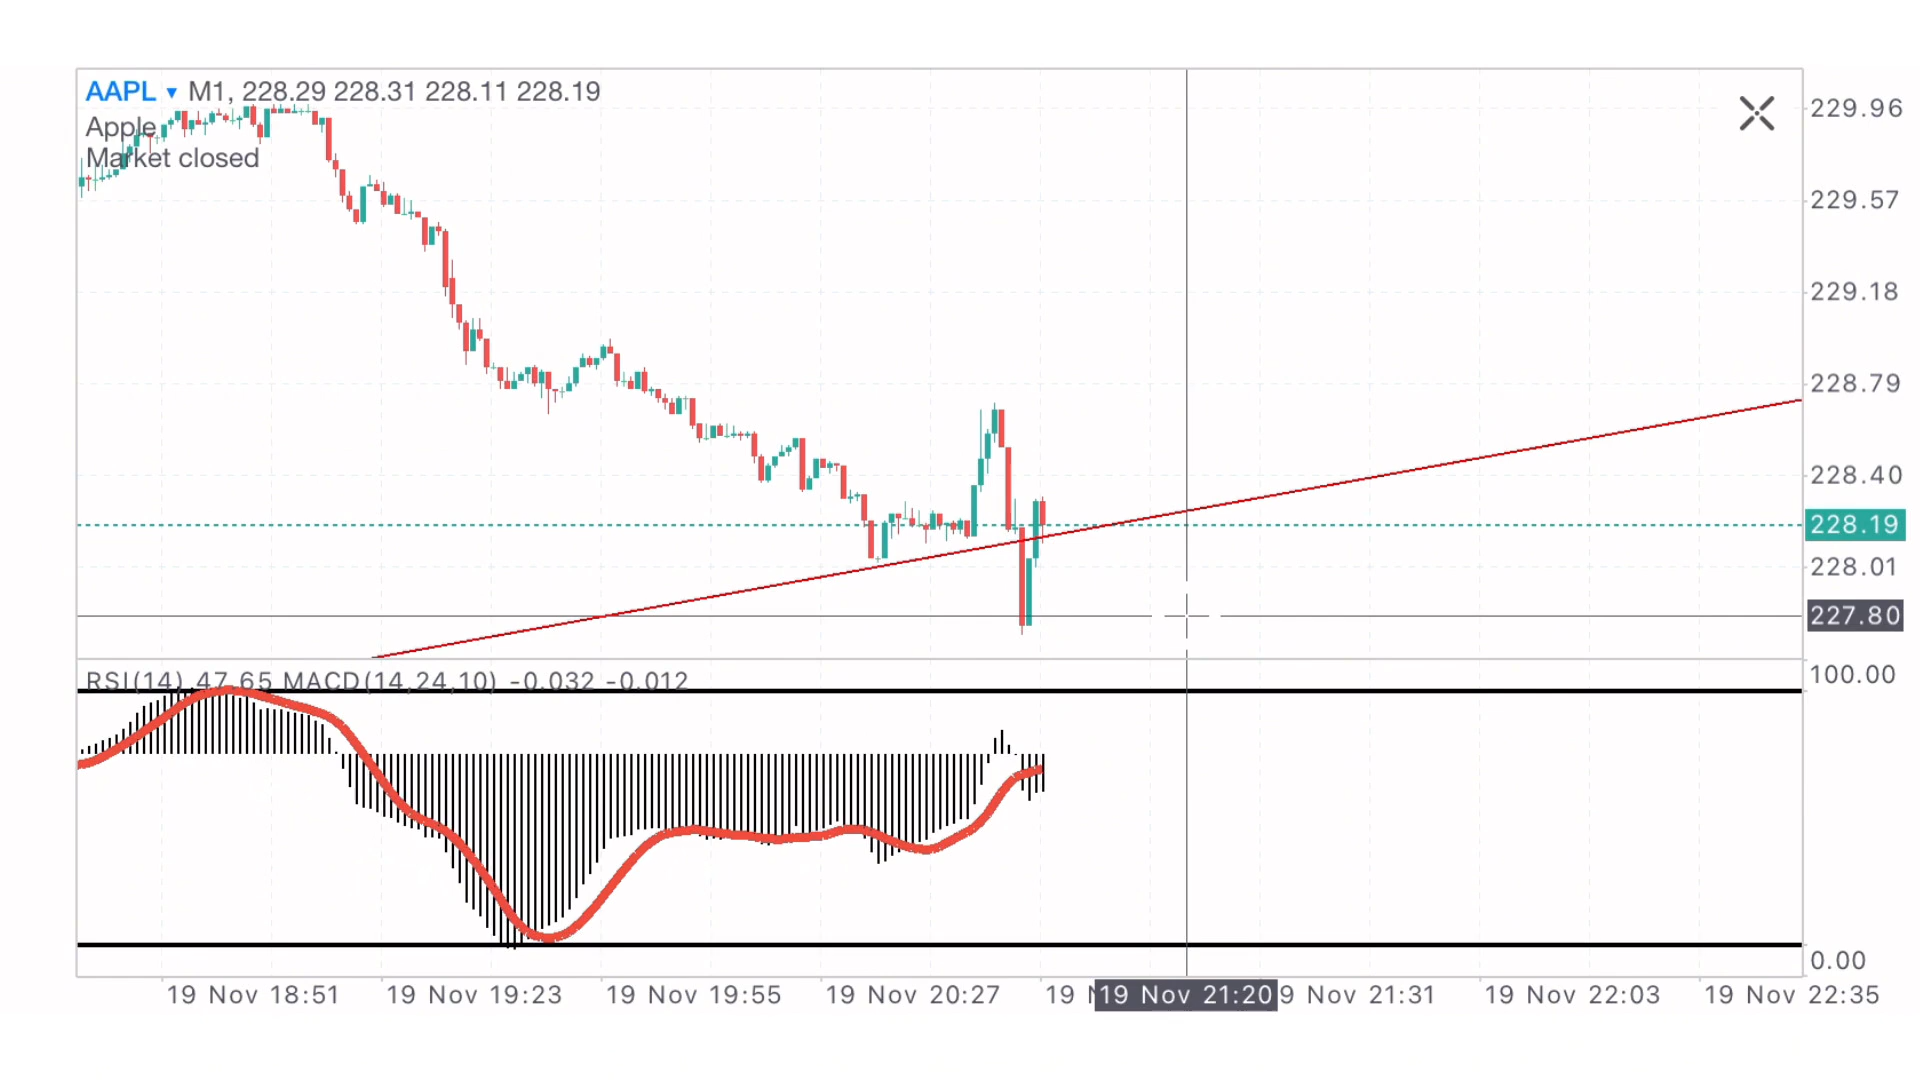 AAPL ▾ M1, 228.29 228.31 228.11 228.19
Apple
Market closed
229.96
229.57
229.18
228.79
228.40
228.19
228.01
227.80
RSI(14) 47.65 MACD(14,24,10) -0.032 -0.012
100.00
0.00
19 Nov 18:51 19 Nov 19:23 19 Nov 19:55 19 Nov 20:27 19 19 Nov 21:20 9 Nov 21:31 19 Nov 22:03 19 Nov 22:35